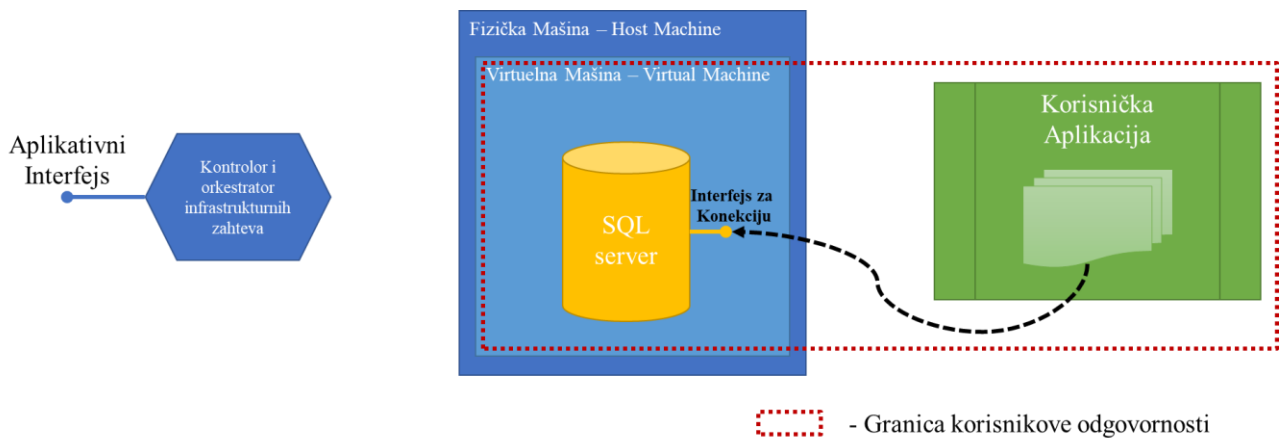 Aplikativni
Interfejs
Kontrolor i
orkestrator
infrastrukturnih
zahteva
Fizička Mašina – Host Machine
Virtuelna Mašina – Virtual Machine
SQL
server
Interfejs za
Konekciju
Korisnička
Aplikacija
- Granica korisnikove odgovornosti